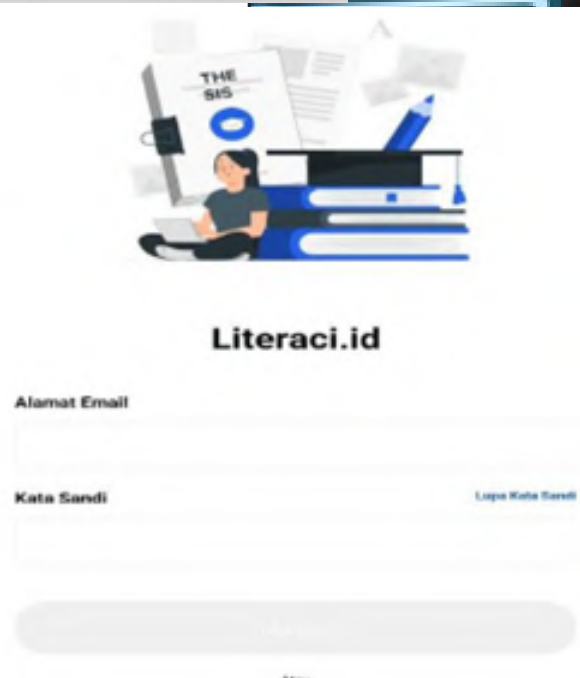 THE
SIS
Literaci.id
Alamat Email
Kata Sandi
Lupa Kata Sandi